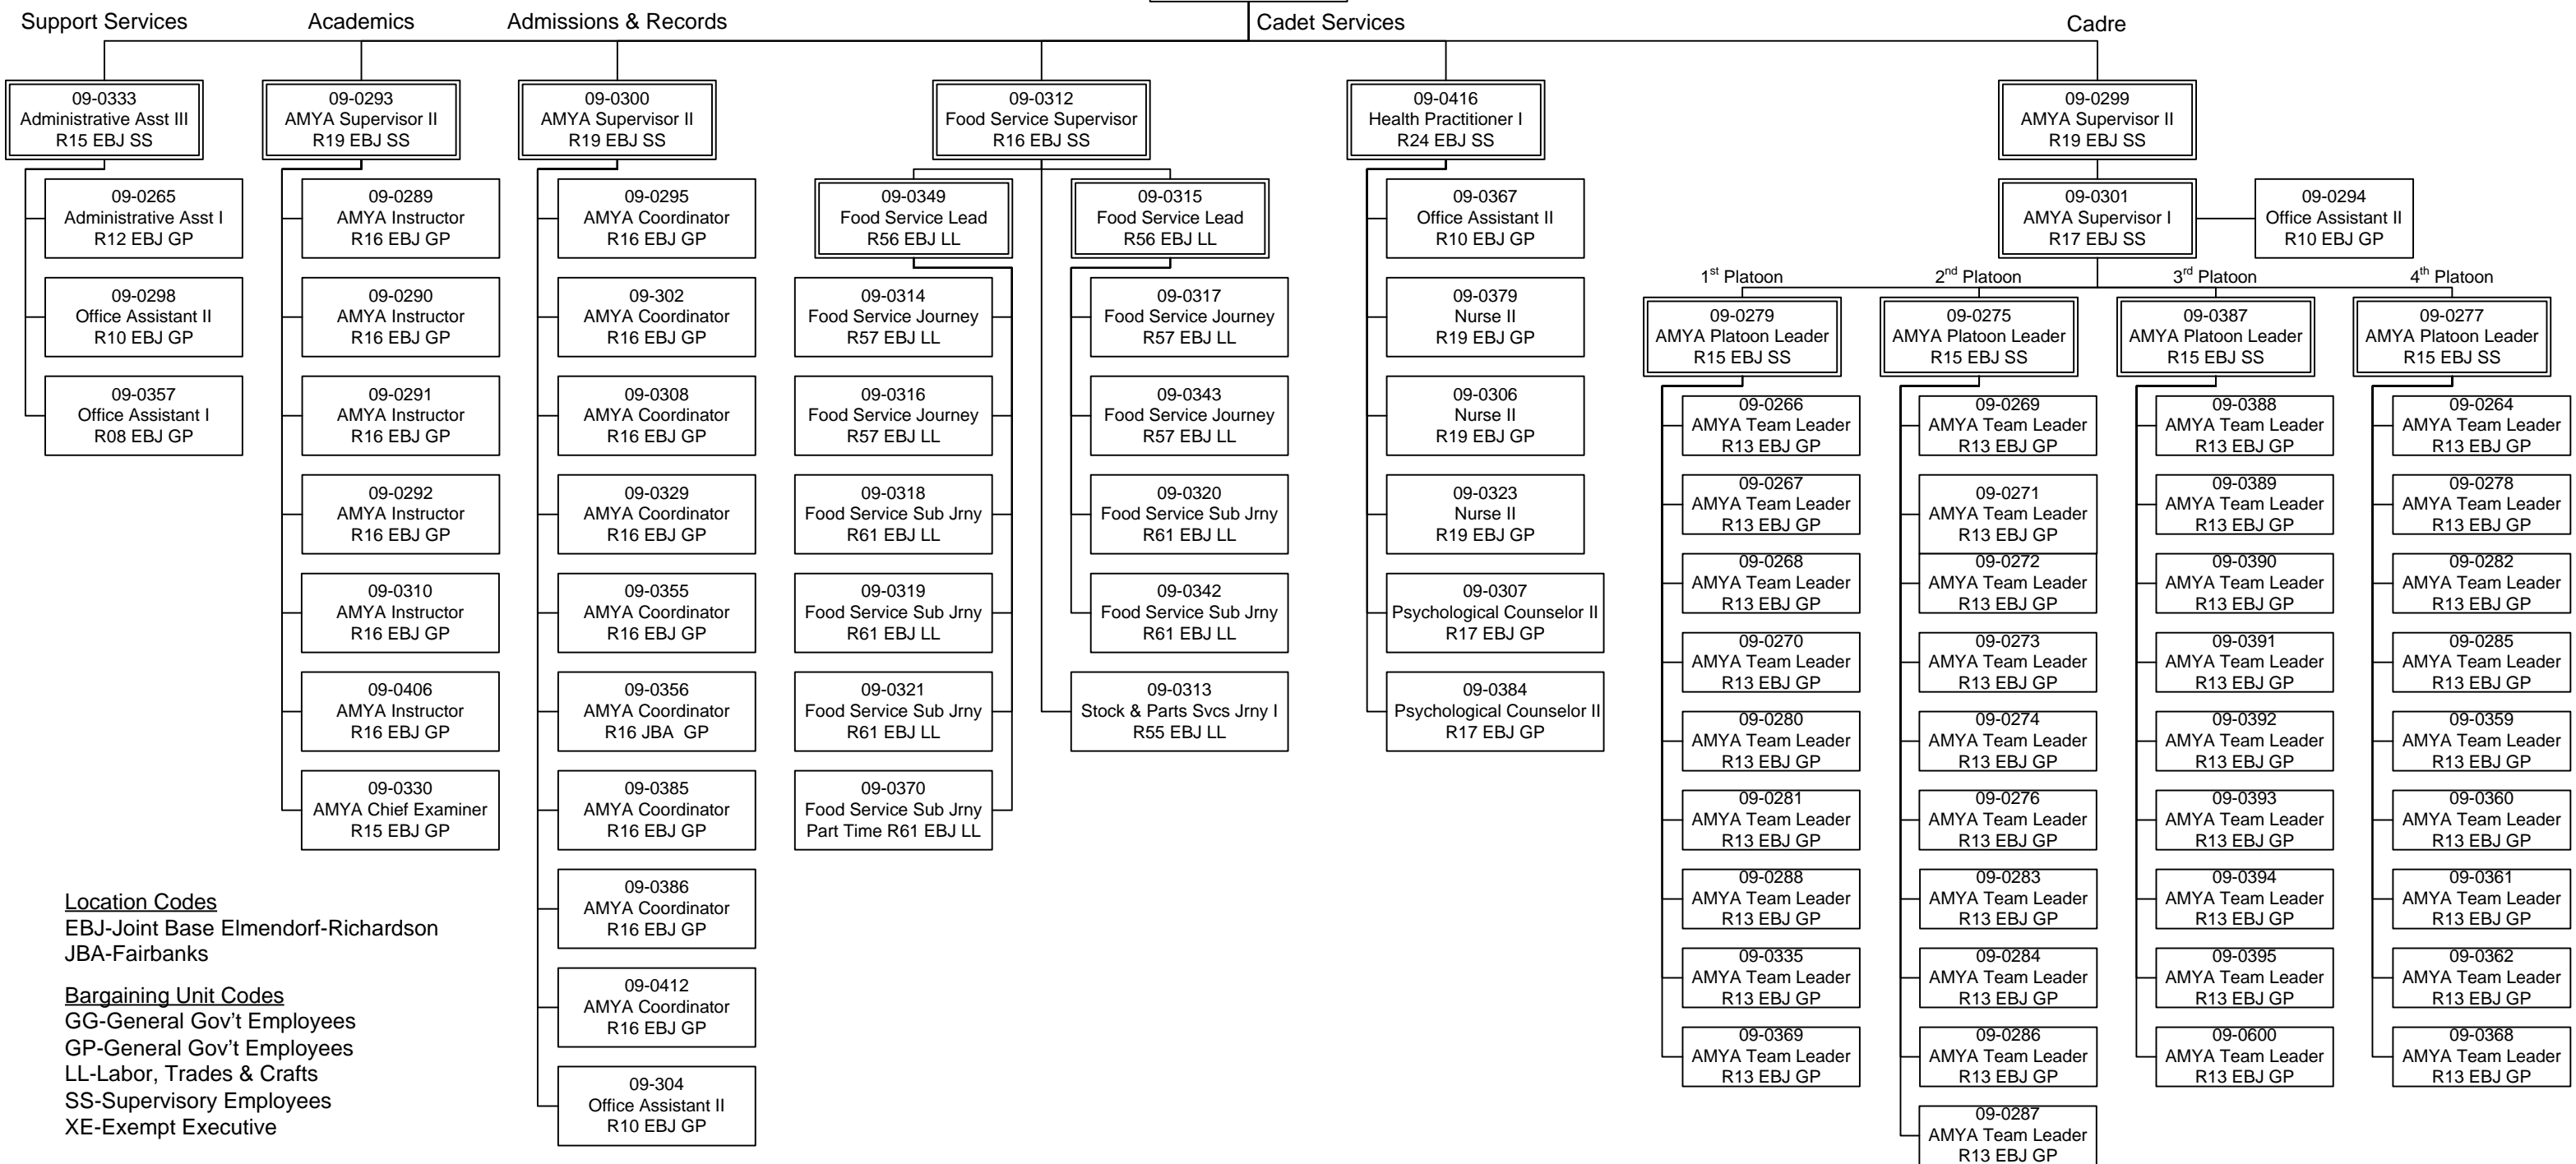 Support Services
Academics
Admissions & Records
Cadet Services
Cadre
09-0333
Administrative Asst III
R15 EBJ SS
09-0265
Administrative Asst I
R12 EBJ GP
09-0298
Office Assistant II
R10 EBJ GP
09-0357
Office Assistant I
R08 EBJ GP
09-0293
AMYA Supervisor II
R19 EBJ SS
09-0289
AMYA Instructor
R16 EBJ GP
09-0290
AMYA Instructor
R16 EBJ GP
09-0291
AMYA Instructor
R16 EBJ GP
09-0292
AMYA Instructor
R16 EBJ GP
09-0310
AMYA Instructor
R16 EBJ GP
09-0406
AMYA Instructor
R16 EBJ GP
09-0330
AMYA Chief Examiner
R15 EBJ GP
09-0300
AMYA Supervisor II
R19 EBJ SS
09-0295
AMYA Coordinator
R16 EBJ GP
09-302
AMYA Coordinator
R16 EBJ GP
09-0308
AMYA Coordinator
R16 EBJ GP
09-0329
AMYA Coordinator
R16 EBJ GP
09-0355
AMYA Coordinator
R16 EBJ GP
09-0356
AMYA Coordinator
R16 JBA  GP
09-0385
AMYA Coordinator
R16 EBJ GP
09-0386
AMYA Coordinator
R16 EBJ GP
09-0412
AMYA Coordinator
R16 EBJ GP
09-304
Office Assistant II
R10 EBJ GP
09-0312
Food Service Supervisor
R16 EBJ SS
09-0349
Food Service Lead
R56 EBJ LL
09-0314
Food Service Journey
R57 EBJ LL
09-0316
Food Service Journey
R57 EBJ LL
09-0318
Food Service Sub Jrny
R61 EBJ LL
09-0319
Food Service Sub Jrny
R61 EBJ LL
09-0321
Food Service Sub Jrny
R61 EBJ LL
09-0370
Food Service Sub Jrny
Part Time R61 EBJ LL
09-0315
Food Service Lead
R56 EBJ LL
09-0317
Food Service Journey
R57 EBJ LL
09-0343
Food Service Journey
R57 EBJ LL
09-0320
Food Service Sub Jrny
R61 EBJ LL
09-0342
Food Service Sub Jrny
R61 EBJ LL
09-0313
Stock & Parts Svcs Jrny I
R55 EBJ LL
09-0416
Health Practitioner I
R24 EBJ SS
09-0367
Office Assistant II
R10 EBJ GP
09-0379
Nurse II
R19 EBJ GP
09-0306
Nurse II
R19 EBJ GP
09-0323
Nurse II
R19 EBJ GP
09-0307
Psychological Counselor II
R17 EBJ GP
09-0384
Psychological Counselor II
R17 EBJ GP
09-0299
AMYA Supervisor II
R19 EBJ SS
09-0301
AMYA Supervisor I
R17 EBJ SS
09-0294
Office Assistant II
R10 EBJ GP
1st Platoon
09-0279
AMYA Platoon Leader
R15 EBJ SS
09-0266
AMYA Team Leader
R13 EBJ GP
09-0267
AMYA Team Leader
R13 EBJ GP
09-0268
AMYA Team Leader
R13 EBJ GP
09-0270
AMYA Team Leader
R13 EBJ GP
09-0280
AMYA Team Leader
R13 EBJ GP
09-0281
AMYA Team Leader
R13 EBJ GP
09-0288
AMYA Team Leader
R13 EBJ GP
09-0335
AMYA Team Leader
R13 EBJ GP
09-0369
AMYA Team Leader
R13 EBJ GP
2nd Platoon
09-0275
AMYA Platoon Leader
R15 EBJ SS
09-0269
AMYA Team Leader
R13 EBJ GP
09-0271
AMYA Team Leader
R13 EBJ GP
09-0272
AMYA Team Leader
R13 EBJ GP
09-0273
AMYA Team Leader
R13 EBJ GP
09-0274
AMYA Team Leader
R13 EBJ GP
09-0276
AMYA Team Leader
R13 EBJ GP
09-0283
AMYA Team Leader
R13 EBJ GP
09-0284
AMYA Team Leader
R13 EBJ GP
09-0286
AMYA Team Leader
R13 EBJ GP
09-0287
AMYA Team Leader
R13 EBJ GP
3rd Platoon
09-0387
AMYA Platoon Leader
R15 EBJ SS
09-0388
AMYA Team Leader
R13 EBJ GP
09-0389
AMYA Team Leader
R13 EBJ GP
09-0390
AMYA Team Leader
R13 EBJ GP
09-0391
AMYA Team Leader
R13 EBJ GP
09-0392
AMYA Team Leader
R13 EBJ GP
09-0393
AMYA Team Leader
R13 EBJ GP
09-0394
AMYA Team Leader
R13 EBJ GP
09-0395
AMYA Team Leader
R13 EBJ GP
09-0600
AMYA Team Leader
R13 EBJ GP
4th Platoon
09-0277
AMYA Platoon Leader
R15 EBJ SS
09-0264
AMYA Team Leader
R13 EBJ GP
09-0278
AMYA Team Leader
R13 EBJ GP
09-0282
AMYA Team Leader
R13 EBJ GP
09-0285
AMYA Team Leader
R13 EBJ GP
09-0359
AMYA Team Leader
R13 EBJ GP
09-0360
AMYA Team Leader
R13 EBJ GP
09-0361
AMYA Team Leader
R13 EBJ GP
09-0362
AMYA Team Leader
R13 EBJ GP
09-0368
AMYA Team Leader
R13 EBJ GP
Location Codes
EBJ-Joint Base Elmendorf-Richardson
JBA-Fairbanks
Bargaining Unit Codes
GG-General Gov't Employees
GP-General Gov't Employees
LL-Labor, Trades & Crafts
SS-Supervisory Employees
XE-Exempt Executive